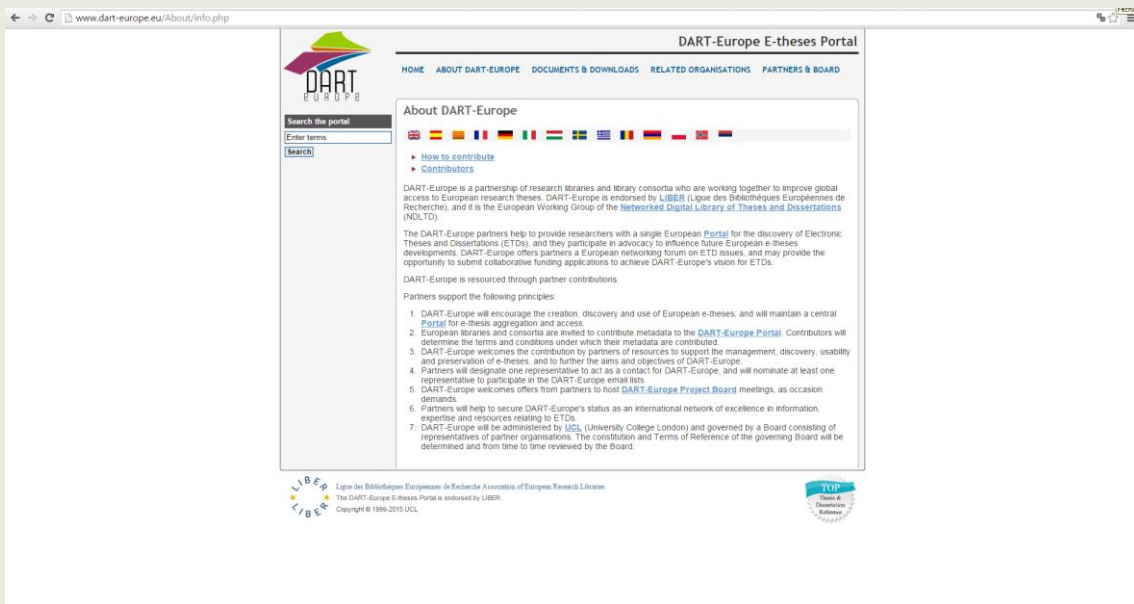 www.dart-europe.eu/About/info.php
DART
europe
DART-Europe E-theses Portal
HOME ABOUT DART-EUROPE DOCUMENTS & DOWNLOADS RELATED ORGANISATIONS PARTNERS & BOARD
Search the portal
Enter terms
Search
About DART-Europe
How to contribute
Contributors
DART-Europe is a partnership of research libraries and library consortia who are working together to improve global
access to European research theses. DART-Europe is endorsed by LIBER (Ligue des Bibliothèques Européennes de
Recherche), and it is the European Working Group of the Networked Digital Library of Theses and Dissertations
(NDLTD).
The DART-Europe partners help to provide researchers with a single European Portal for the discovery of Electronic
Theses and Dissertations (ETDs), and they participate in advocacy to influence future European e-theses
developments. DART-Europe offers partners a European networking forum on ETD issues, and may provide the
opportunity to submit collaborative funding applications to achieve DART-Europe's vision for ETDs.
DART-Europe is resourced through partner contributions.
Partners support the following principles:
1. DART-Europe will encourage the creation, discovery and use of European e-theses, and will maintain a central
Portal for e-thesis aggregation and access.
2. European libraries and consortia are invited to contribute metadata to the DART-Europe Portal. Contributors will
determine the terms and conditions under which their metadata are contributed.
3. DART-Europe welcomes the contribution by partners of resources to support the management, discovery, usability
and preservation of e-theses, and to further the aims and objectives of DART-Europe.
4. Partners will designate one representative to act as a contact for DART-Europe, and will nominate at least one
representative to participate in the DART-Europe email lists.
5. DART-Europe welcomes offers from partners to host DART-Europe Project Board meetings, as occasion
demands.
6. Partners will help to secure DART-Europe's status as an international network of excellence in information,
expertise and resources relating to ETDs.
7. DART-Europe will be administered by UCL (University College London) and governed by a Board consisting of
representatives of partner organisations. The constitution and Terms of Reference of the governing Board will be
determined and from time to time reviewed by the Board.
LIBER
LIBER
Ligue des Bibliothèques Européennes de Recherche Association of European Research Libraries
The DART-Europe E-theses Portal is endorsed by LIBER.
Copyright © 1999-2015 UCL
TOP
Thesis &
Dissertation
Reference